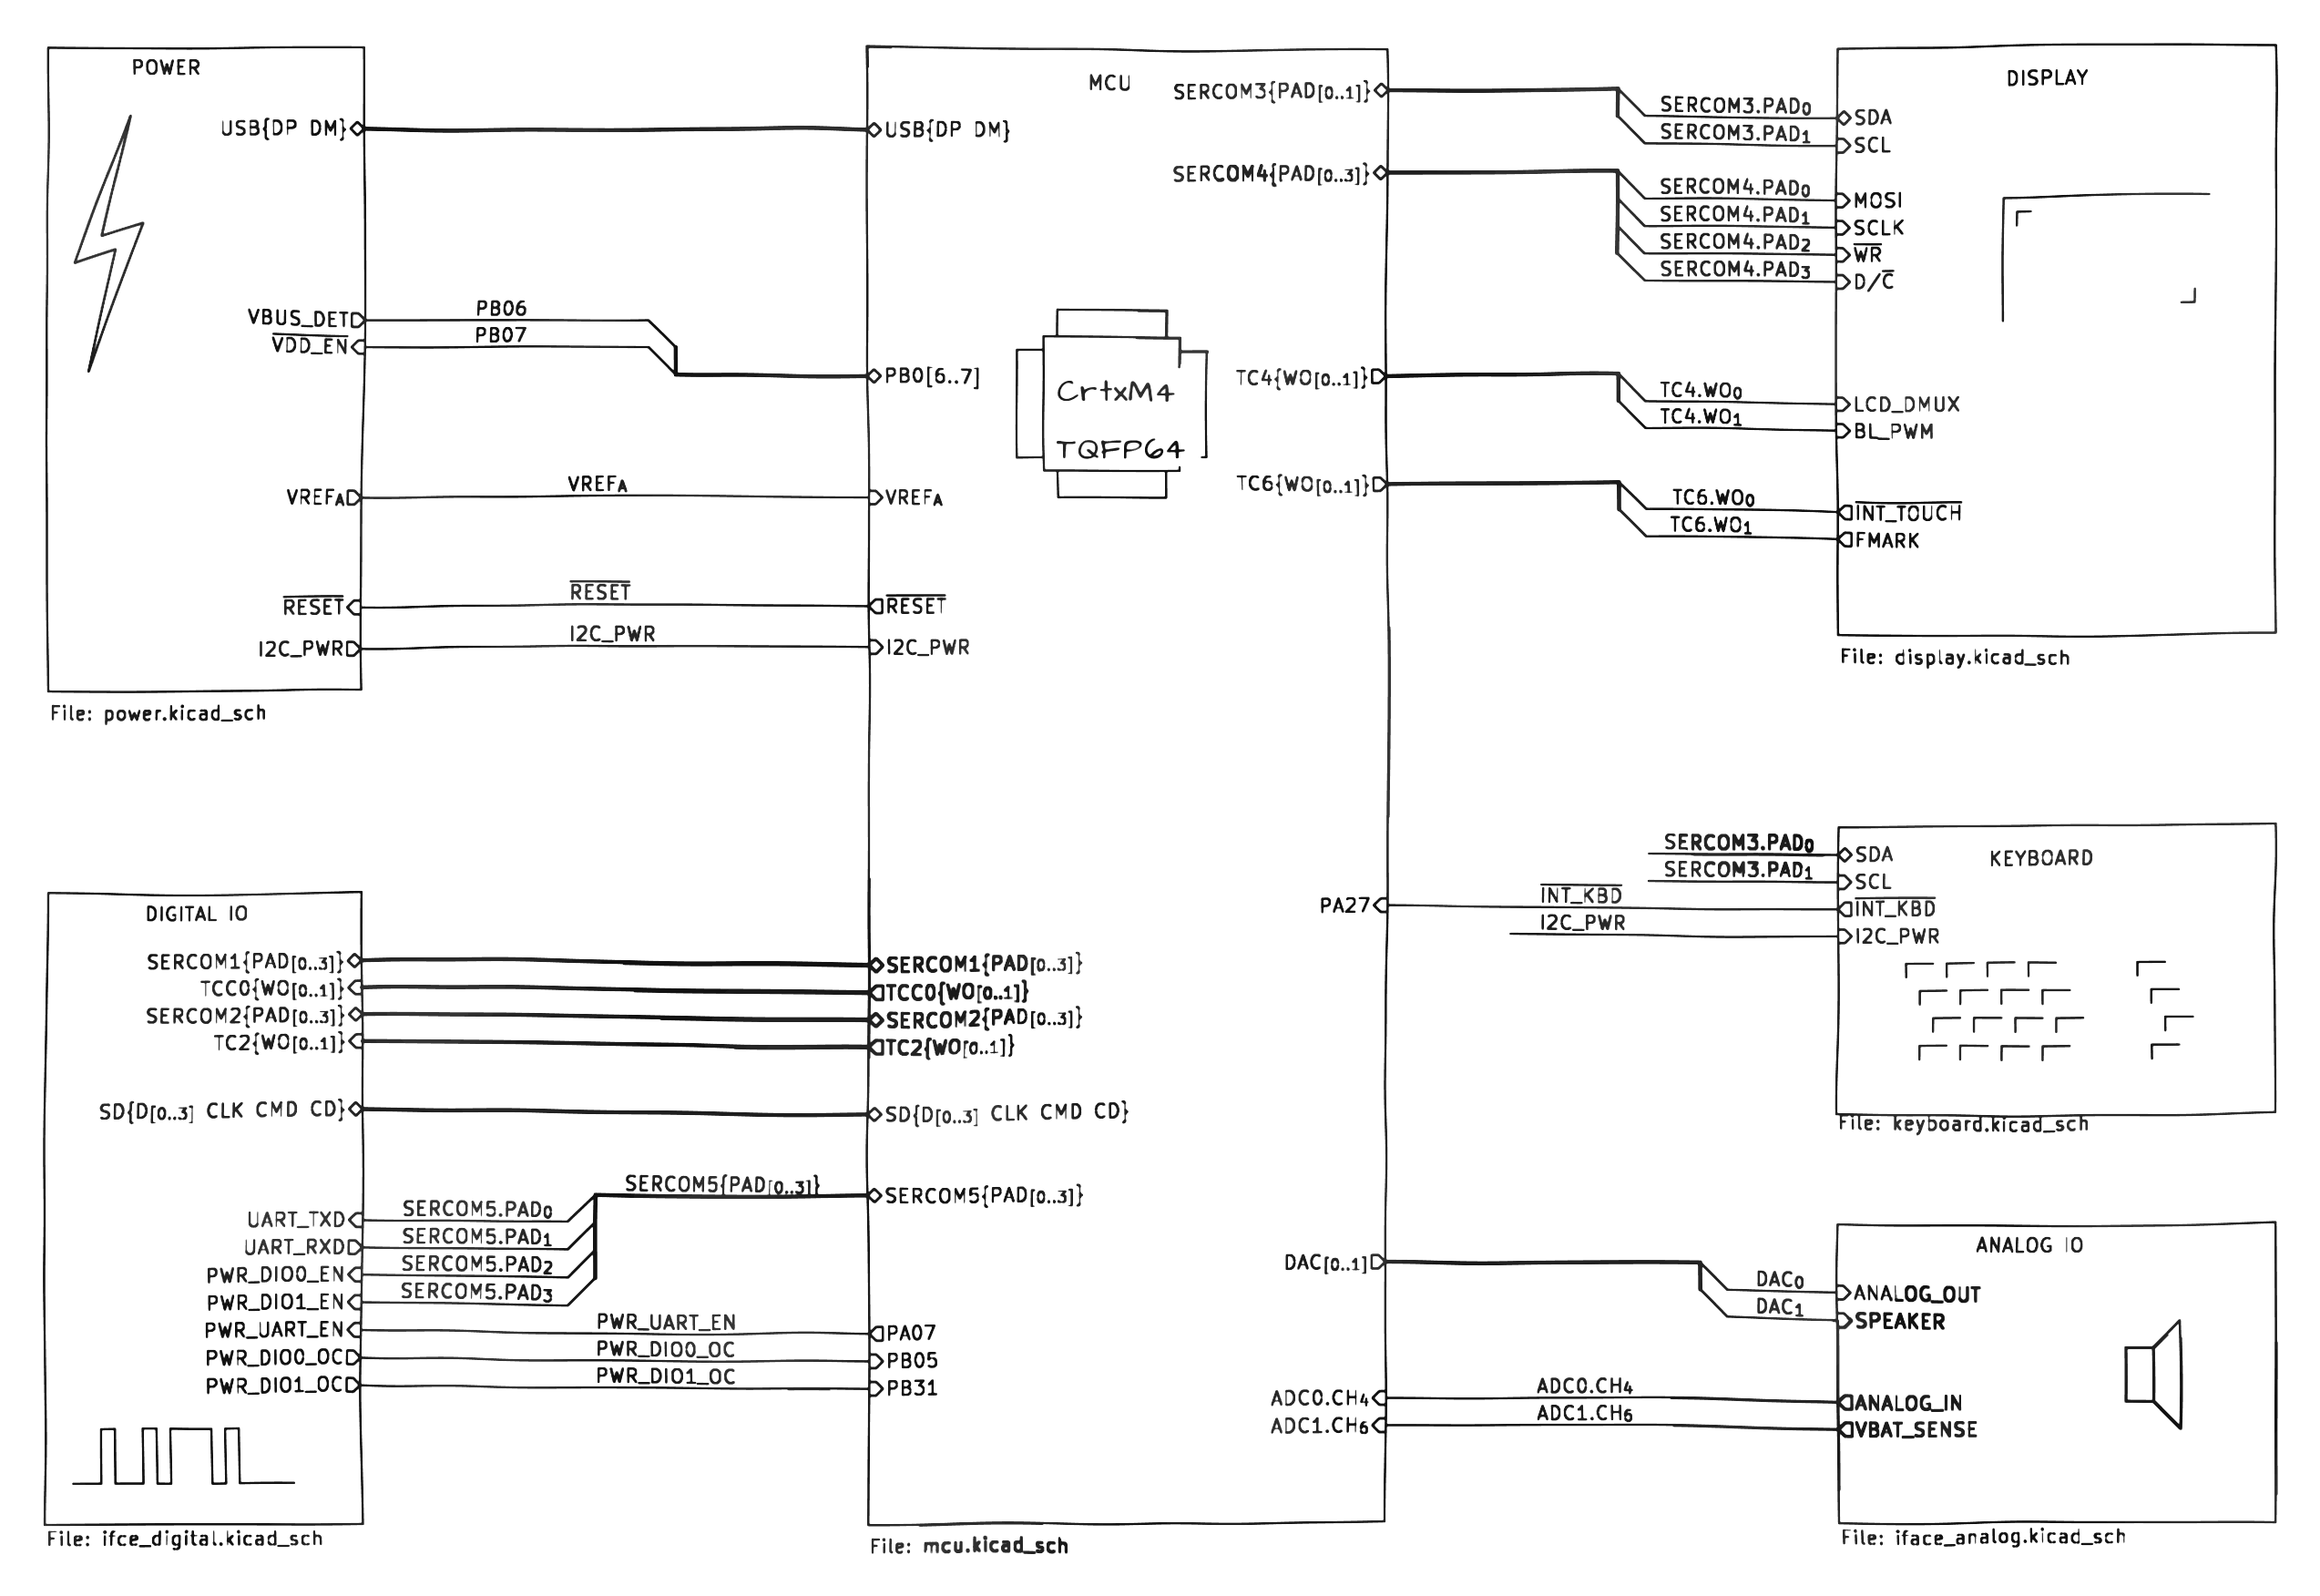 POWER
USB{DP DM}
VBUS_DET
VDD_EN
VREFA
RESET
I2C_PWR
File: power.kicad_sch
PB06
PB07
VREFA
RESET
I2C_PWR
MCU
USB{DP DM}
PB0[6..7]
VREFA
RESET
I2C_PWR
CrtxM4
TQFP64
SERCOM3{PAD[0..1]}
SERCOM4{PAD[0..3]}
TC4{WO[0..1]}
TC6{WO[0..1]}
PA27
DAC[0..1]
ADC0.CH4
ADC1.CH6
SERCOM1{PAD[0..3]}
TCC0{WO[0..1]}
SERCOM2{PAD[0..3]}
TC2{WO[0..1]}
SD{D[0..3] CLK CMD CD}
SERCOM5{PAD[0..3]}
PA07
PB05
PB31
File: mcu.kicad_sch
SERCOM3.PAD0
SERCOM3.PAD1
SERCOM4.PAD0
SERCOM4.PAD1
SERCOM4.PAD2
SERCOM4.PAD3
TC4.WO0
TC4.WO1
TC6.WO0
TC6.WO1
DISPLAY
SDA
SCL
MOSI
SCLK
WR
D/C
LCD_DMUX
BL_PWM
INT_TOUCH
FMARK
File: display.kicad_sch
SERCOM3.PAD0
SERCOM3.PAD1
INT_KBD
I2C_PWR
KEYBOARD
SDA
SCL
INT_KBD
I2C_PWR
File: keyboard.kicad_sch
DIGITAL IO
SERCOM1{PAD[0..3]}
TCC0{WO[0..1]}
SERCOM2{PAD[0..3]}
TC2{WO[0..1]}
SD{D[0..3] CLK CMD CD}
UART_TXD
UART_RXD
PWR_DIO0_EN
PWR_DIO1_EN
PWR_UART_EN
PWR_DIO0_OC
PWR_DIO1_OC
File: ifce_digital.kicad_sch
SERCOM5{PAD[0..3]}
SERCOM5.PAD0
SERCOM5.PAD1
SERCOM5.PAD2
SERCOM5.PAD3
PWR_UART_EN
PWR_DIO0_OC
PWR_DIO1_OC
DAC0
DAC1
ADC0.CH4
ADC1.CH6
ANALOG IO
ANALOG_OUT
SPEAKER
ANALOG_IN
VBAT_SENSE
File: iface_analog.kicad_sch